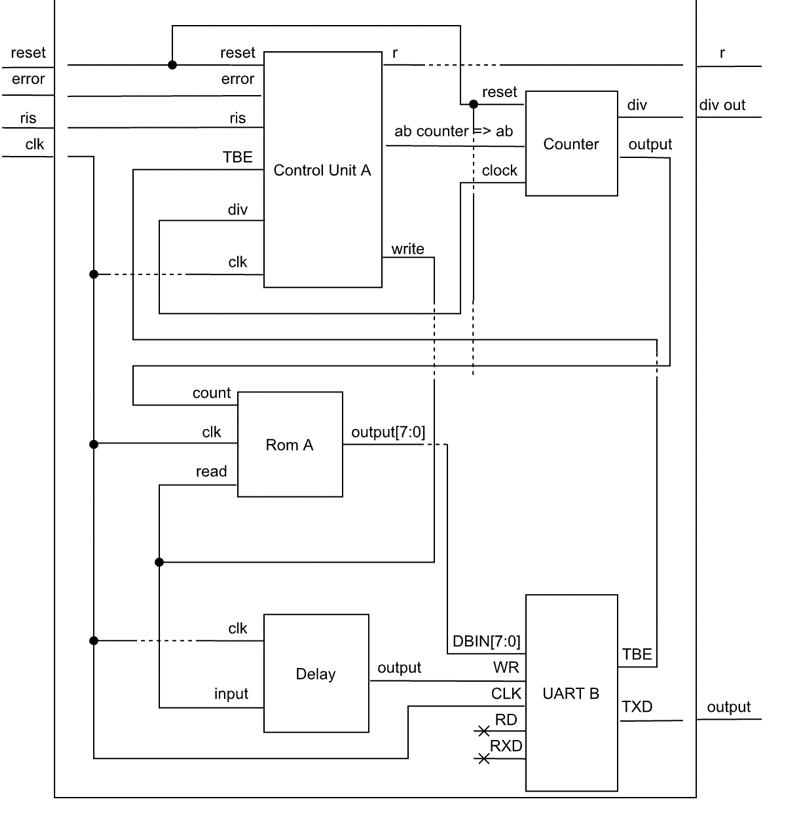 reset
error
ris
clk
reset
error
ris
TBE
div
clk
Control Unit A
r
ab counter => ab
write
reset
clock
Counter
div
output
r
div out
count
clk
read
Rom A
output[7:0]
clk
input
Delay
output
DBIN[7:0]
WR
CLK
RD
RXD
UART B
TBE
TXD
output